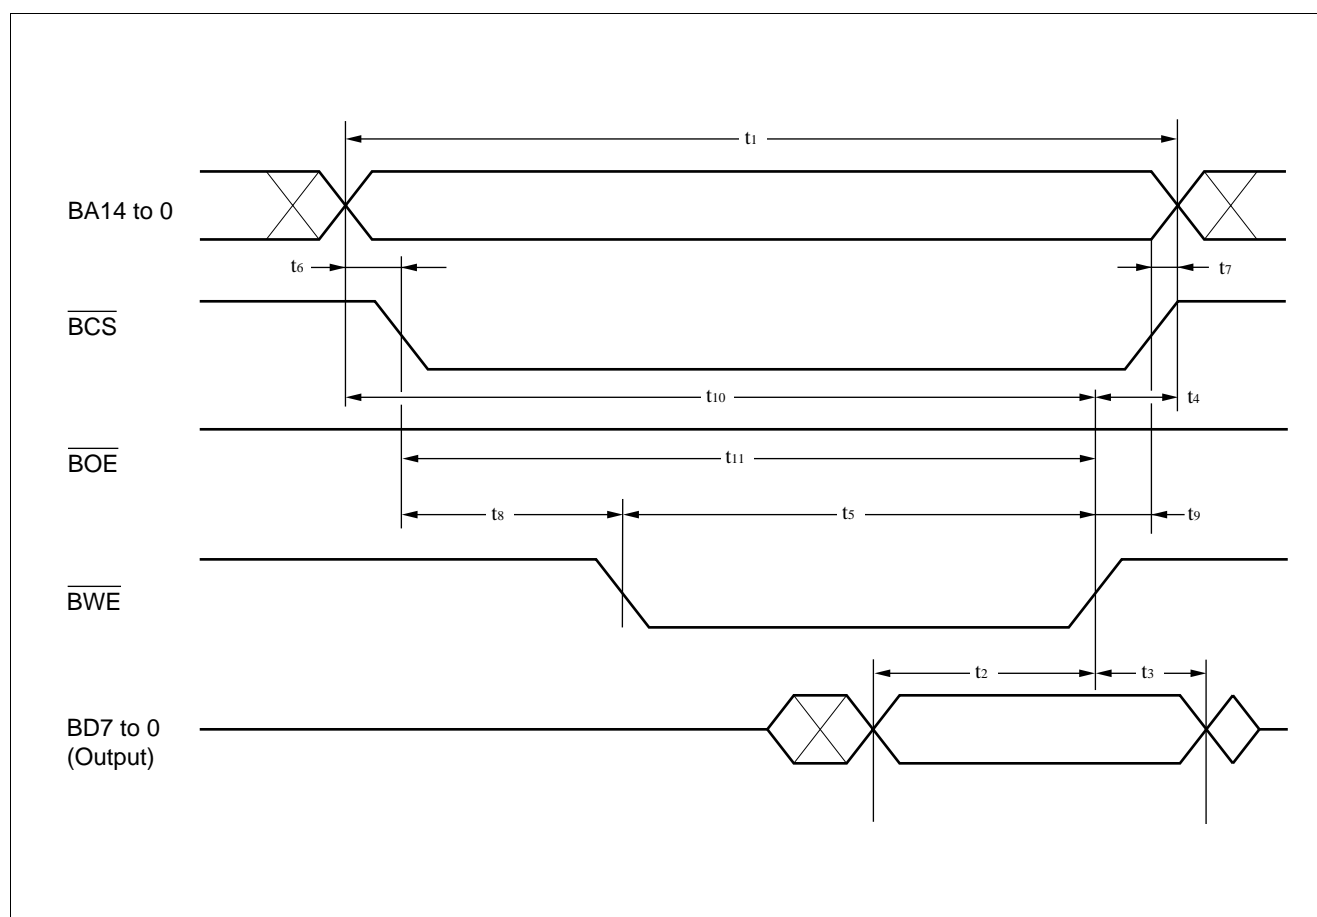 t1
BA14 to 0
t6
t7
BCS
t10
t4
BOE
t11
t8
t5
t9
BWE
t2
t3
BD7 to 0
(Output)